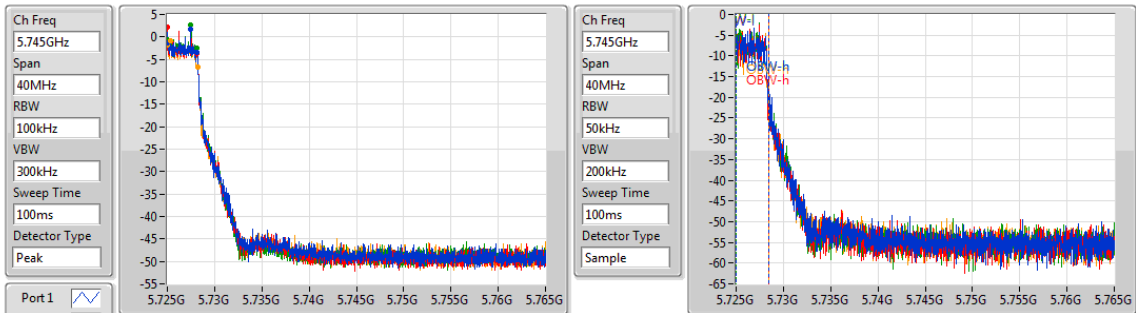 Ch Freq
5.745GHz
Span
40MHz
RBW
100kHz
VBW
300kHz
Sweep Time
100ms
Detector Type
Peak
Port 1
5
0
-5
-10
-15
-20
-25
-30
-35
-40
-45
-50
-55
5.725G 5.73G 5.735G 5.74G 5.745G 5.75G 5.755G 5.76G 5.765G
Ch Freq
5.745GHz
Span
40MHz
RBW
50kHz
VBW
200kHz
Sweep Time
100ms
Detector Type
Sample
0
-5
-10
-15
-20
-25
-30
-35
-40
-45
-50
-55
-60
-65
W-l
OBW-h
OBW-h
5.725G 5.73G 5.735G 5.74G 5.745G 5.75G 5.755G 5.76G 5.765G